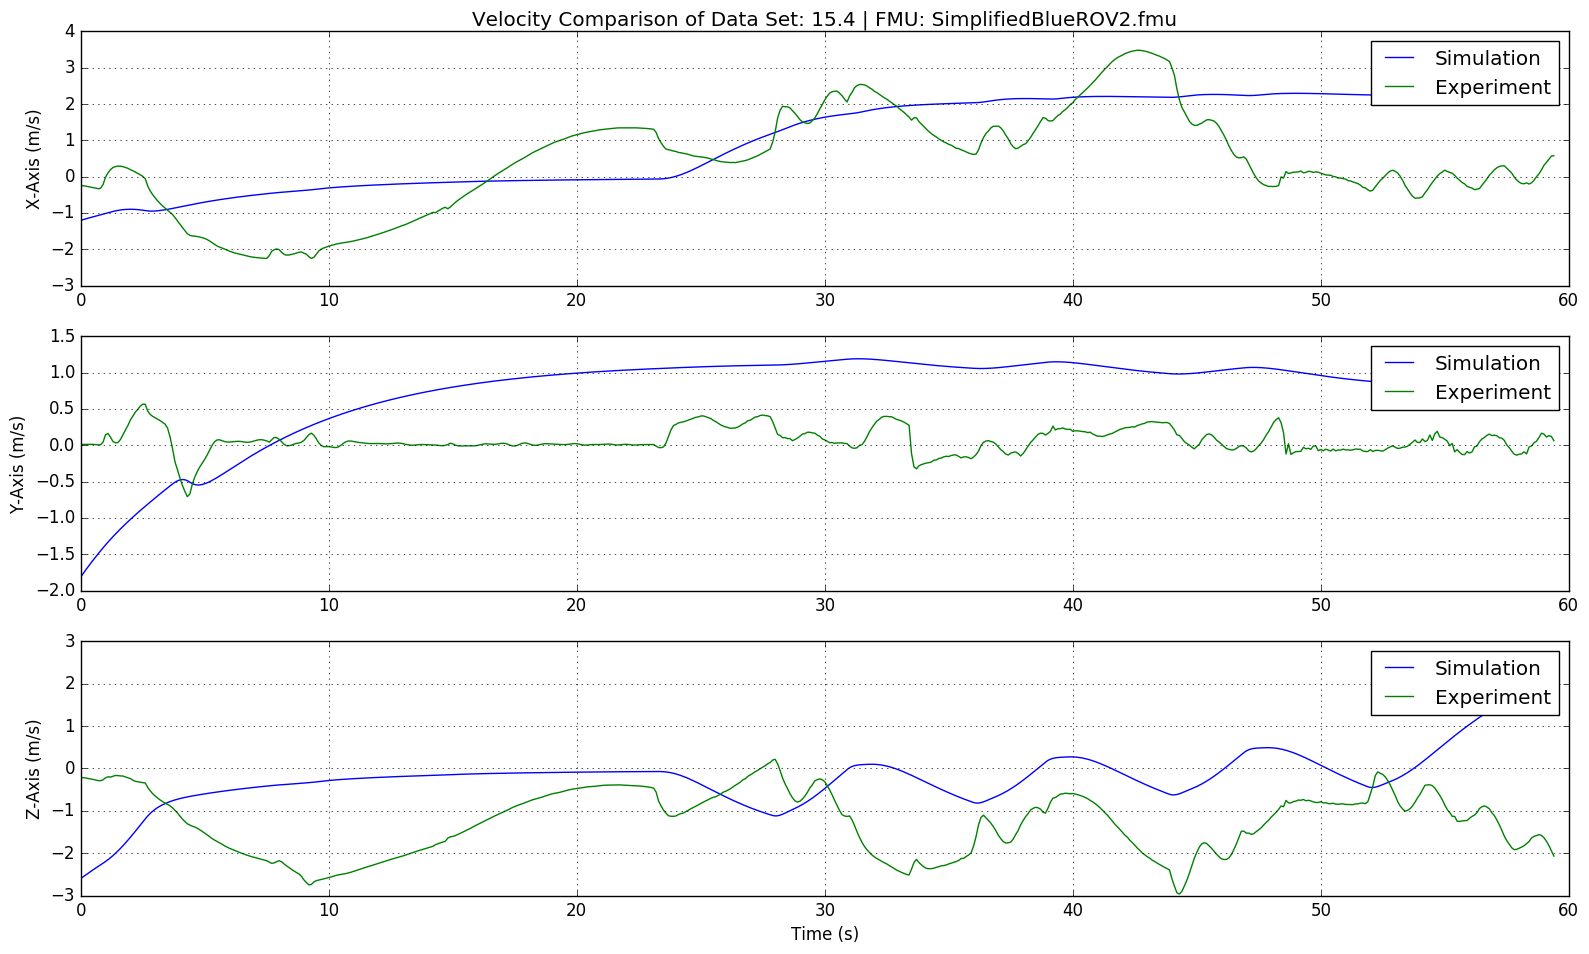 Velocity Comparison of Data Set: 15.4 | FMU: SimplifiedBlueROV2.fmu
4
3
2
1
0
−1
−2
−3
X-Axis (m/s)
Simulation
Experiment
0 10 20 30 40 50 60
1.5
1.0
0.5
0.0
−0.5
−1.0
−1.5
−2.0
Y-Axis (m/s)
Simulation
Experiment
0 10 20 30 40 50 60
3
2
1
0
−1
−2
−3
Z-Axis (m/s)
Simulation
Experiment
0 10 20 30 40 50 60
Time (s)